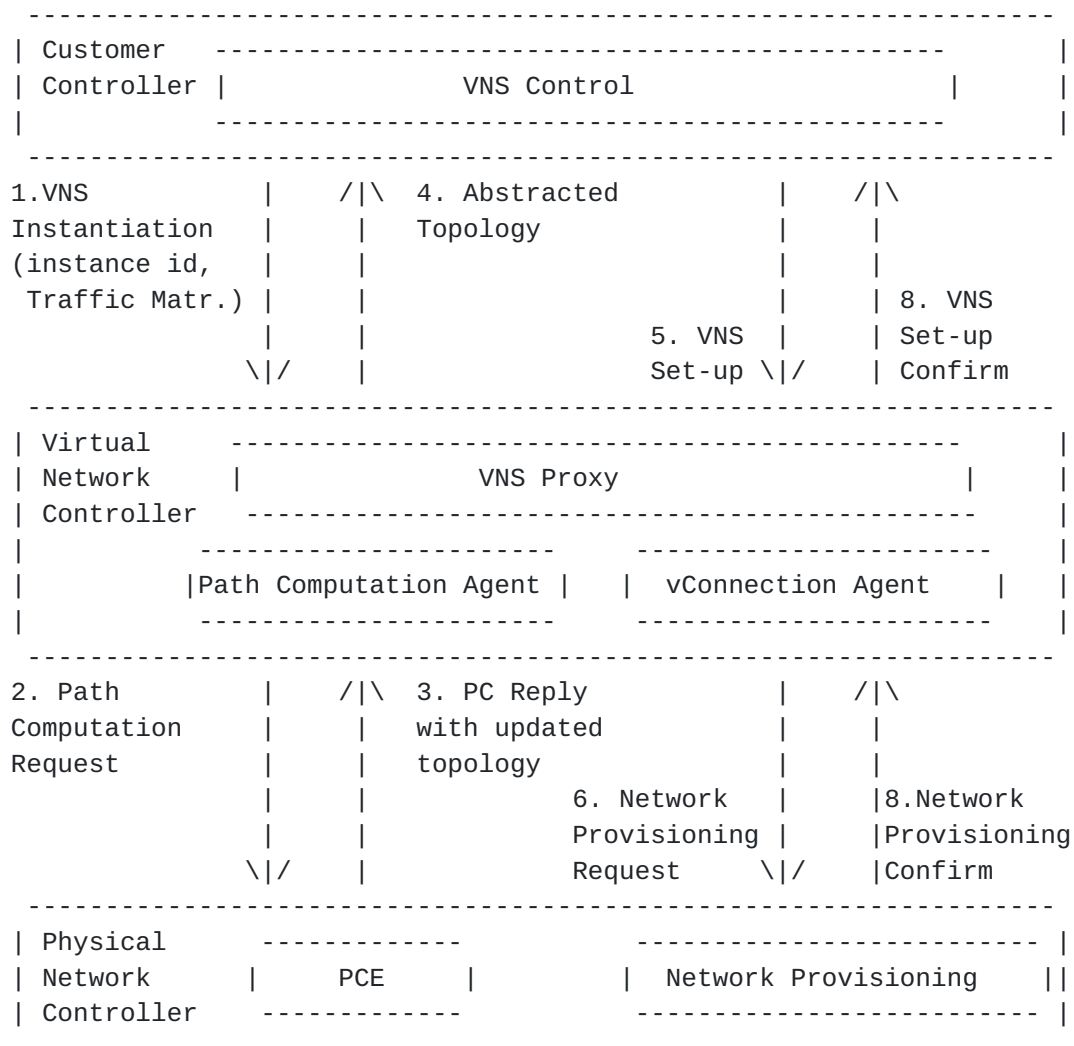 ------------------------------------------------------------------
| Customer   -----------------------------------------------       |
| Controller |               VNS Control                    |      |
|            -----------------------------------------------       |
 ------------------------------------------------------------------
1.VNS           |    /|\  4. Abstracted          |    /|\
Instantiation   |     |   Topology               |     |
(instance id,   |     |                          |     |
 Traffic Matr.) |     |                          |     | 8. VNS
                |     |                  5. VNS  |     | Set-up
               \|/    |                  Set-up \|/    | Confirm
 ------------------------------------------------------------------
| Virtual     -----------------------------------------------      |
| Network     |               VNS Proxy                      |     |
| Controller   -----------------------------------------------     |
|           -----------------------     -----------------------    |
|          |Path Computation Agent |   |  vConnection Agent    |   |
|           -----------------------     -----------------------    |
 ------------------------------------------------------------------
2. Path         |    /|\  3. PC Reply            |    /|\
Computation     |     |   with updated           |     |
Request         |     |   topology               |     |
                |     |             6. Network   |     |8.Network
                |     |             Provisioning |     |Provisioning
               \|/    |             Request     \|/    |Confirm
 ------------------------------------------------------------------
| Physical      -------------           -------------------------- |
| Network      |     PCE     |         |  Network Provisioning    ||
| Controller    -------------           -------------------------- |